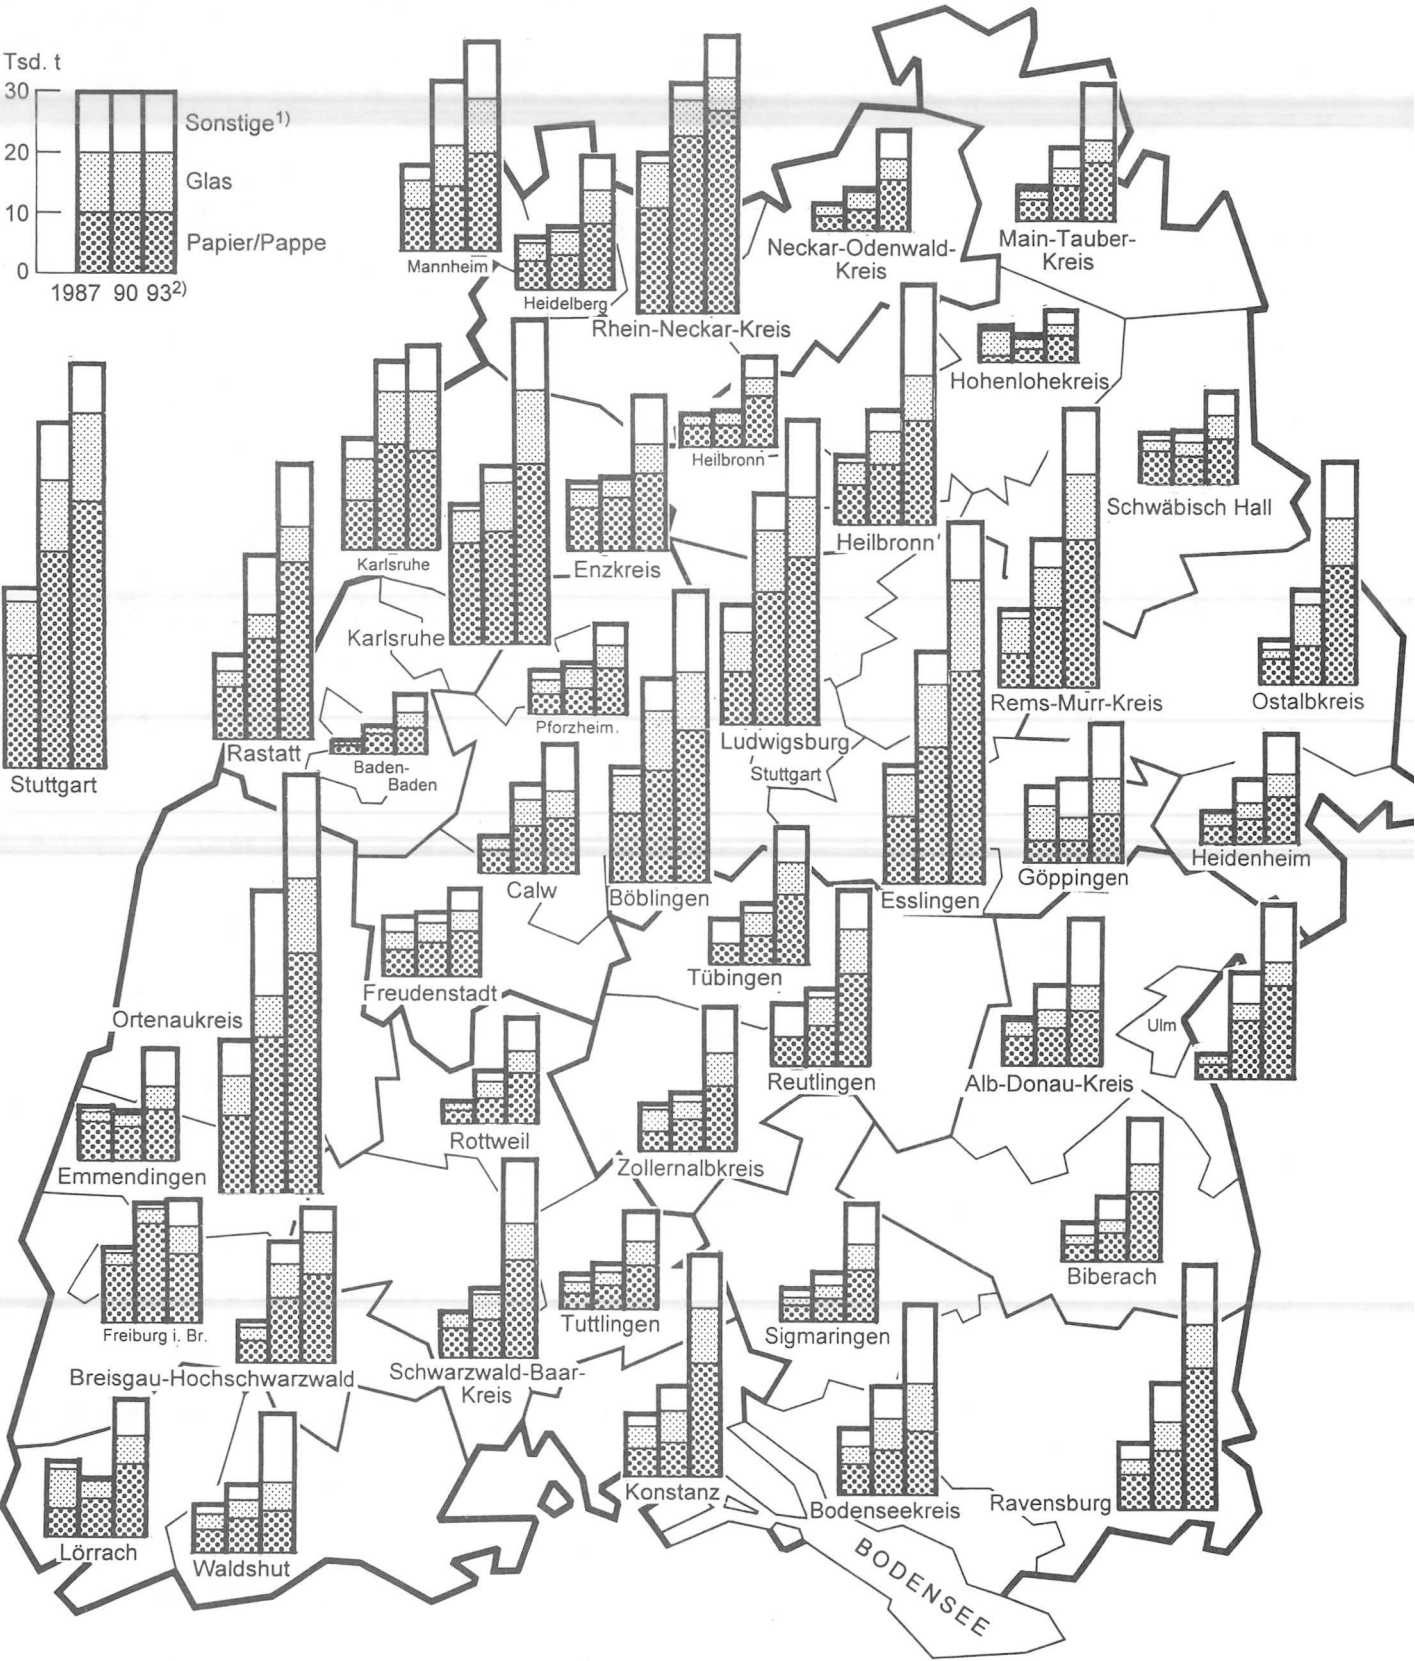 Tsd. t
30
Sonstige¹⁾
20
Glas
10
Papier/Pappe
0
1987 90 93²⁾
Mannheim
Heidelberg
Rhein-Neckar-Kreis
Neckar-Odenwald-
Kreis
Main-Tauber-
Kreis
Hohenlohekreis
Heilbronn
Schwäbisch Hall
Karlsruhe
Enzkreis
Heilbronn
Karlsruhe
Rastatt
Baden-
Baden
Pforzheim
Ludwigsburg
Stuttgart
Rems-Murr-Kreis
Ostalbkreis
Stuttgart
Calw
Böblingen
Esslingen
Göppingen
Heidenheim
Freudenstadt
Tübingen
Ortenaukreis
Ulm
Reutlingen
Alb-Donau-Kreis
Rottweil
Zollernalbkreis
Emmendingen
Biberach
Freiburg i. Br.
Tuttlingen
Sigmaringen
Breisgau-Hochschwarzwald
Schwarzwald-Baar-
Kreis
Konstanz
Bodenseekreis
Ravensburg
Lörrach
Waldshut
BODENSEE